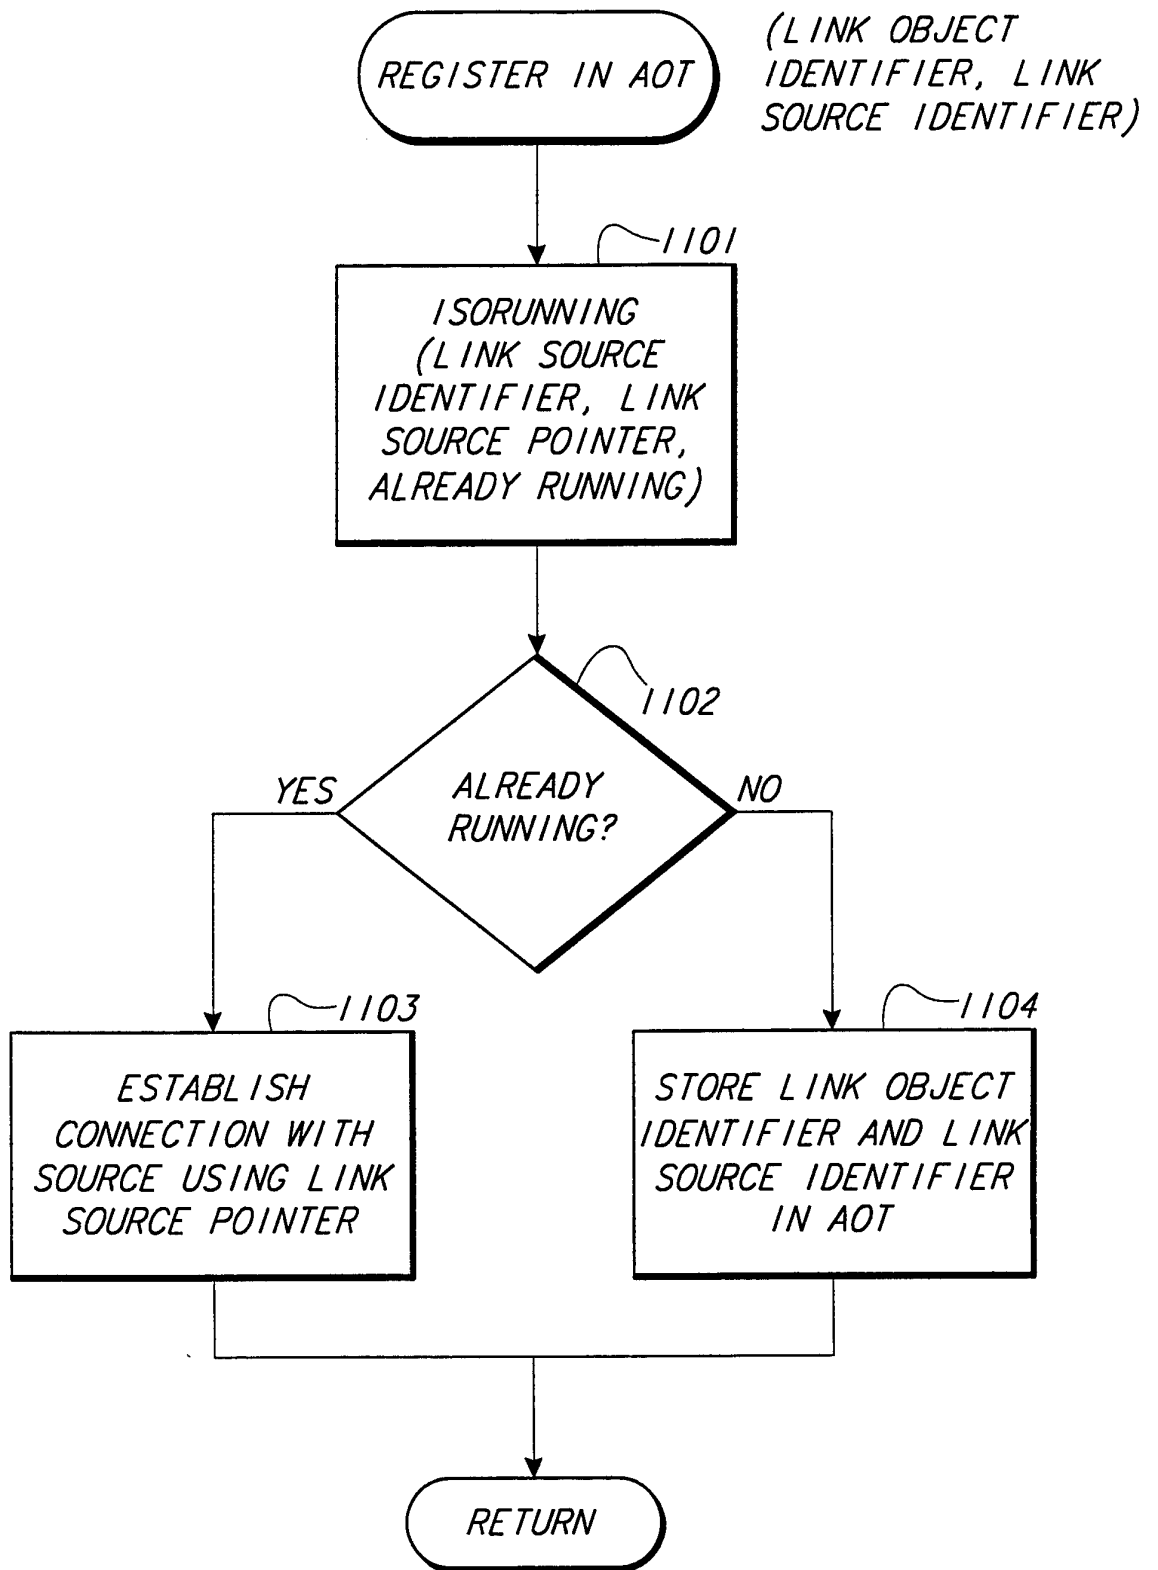 REGISTER IN AOT
(LINK OBJECT
IDENTIFIER, LINK
SOURCE IDENTIFIER)
1101
ISORUNNING
(LINK SOURCE
IDENTIFIER, LINK
SOURCE POINTER,
ALREADY RUNNING)
1102
ALREADY
RUNNING?
YES
NO
1103
ESTABLISH
CONNECTION WITH
SOURCE USING LINK
SOURCE POINTER
1104
STORE LINK OBJECT
IDENTIFIER AND LINK
SOURCE IDENTIFIER
IN AOT
RETURN